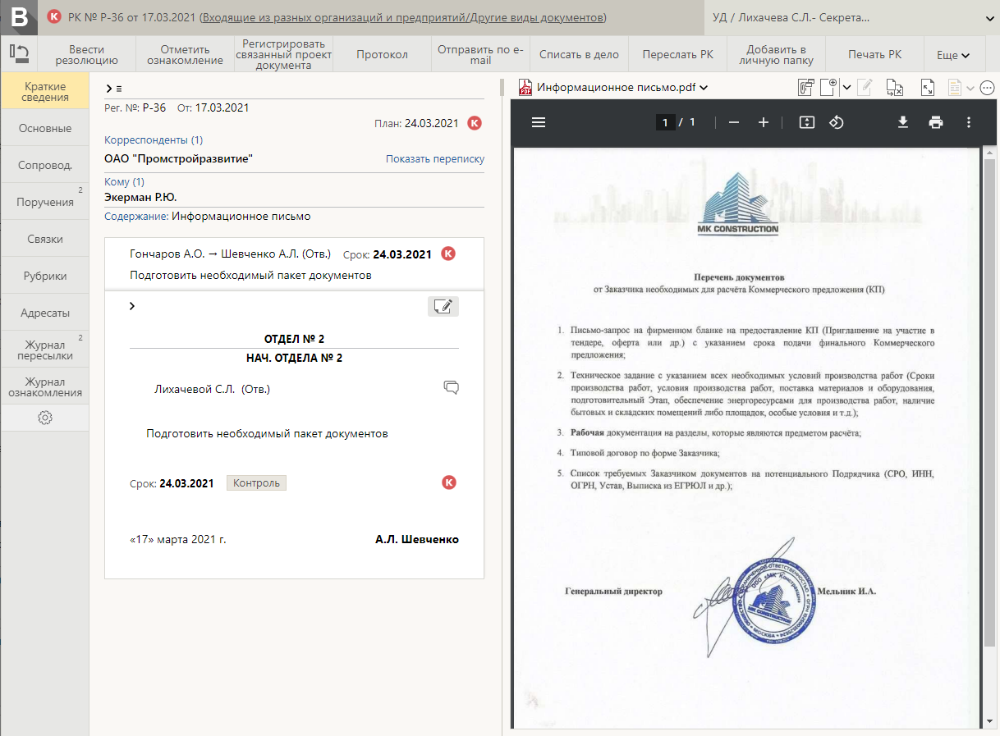 В
К РК № Р-36 от 17.03.2021 (Входящие из разных организаций и предприятий/Другие виды документов)
УД / Лихачева С.Л.- Секрета...
Ввести резолюцию
Отметить ознакомление
Регистрировать связанный проект документа
Протокол
Отправить по e-mail
Списать в дело
Переслать РК
Добавить в личную папку
Печать РК
Еще
Краткие сведения
Основные
Сопровод.
Поручения 2
Связки
Рубрики
Адресаты
Журнал пересылки 2
Журнал ознакомления
Рег. №: Р-36 От: 17.03.2021
План: 24.03.2021 К
Корреспонденты (1)
ОАО "Промстройразвитие" Показать переписку
Кому (1)
Экерман Р.Ю.
Содержание: Информационное письмо
Гончаров А.О. → Шевченко А.Л. (Отв.) Срок: 24.03.2021 К
Подготовить необходимый пакет документов
ОТДЕЛ № 2
НАЧ. ОТДЕЛА № 2
Лихачевой С.Л. (Отв.)
Подготовить необходимый пакет документов
Срок: 24.03.2021 Контроль К
«17» марта 2021 г. А.Л. Шевченко
PDF Информационное письмо.pdf
1 / 1
MK CONSTRUCTION
Перечень документов
от Заказчика необходимых для расчёта Коммерческого предложения (КП)
1. Письмо-запрос на фирменном бланке на предоставление КП (Приглашение на участие в
тендере, оферта или др.) с указанием срока подачи финального Коммерческого
предложения;
2. Техническое задание с указанием всех необходимых условий производства работ (Сроки
производства работ, условия производства работ, поставка материалов и оборудования,
подготовительный Этап, обеспечение энергоресурсами для производства работ, наличие
бытовых и складских помещений либо площадок, особые условия и т.д.);
3. Рабочая документация на разделы, которые являются предметом расчёта;
4. Типовой договор по форме Заказчика;
5. Список требуемых Заказчиком документов на потенциального Подрядчика (СРО, ИНН,
ОГРН, Устав, Выписка из ЕГРЮЛ и др.);
Генеральный директор
Мельник И.А.
ООО «МК Констракшн»
MK CONSTRUCTION
МОСКВА